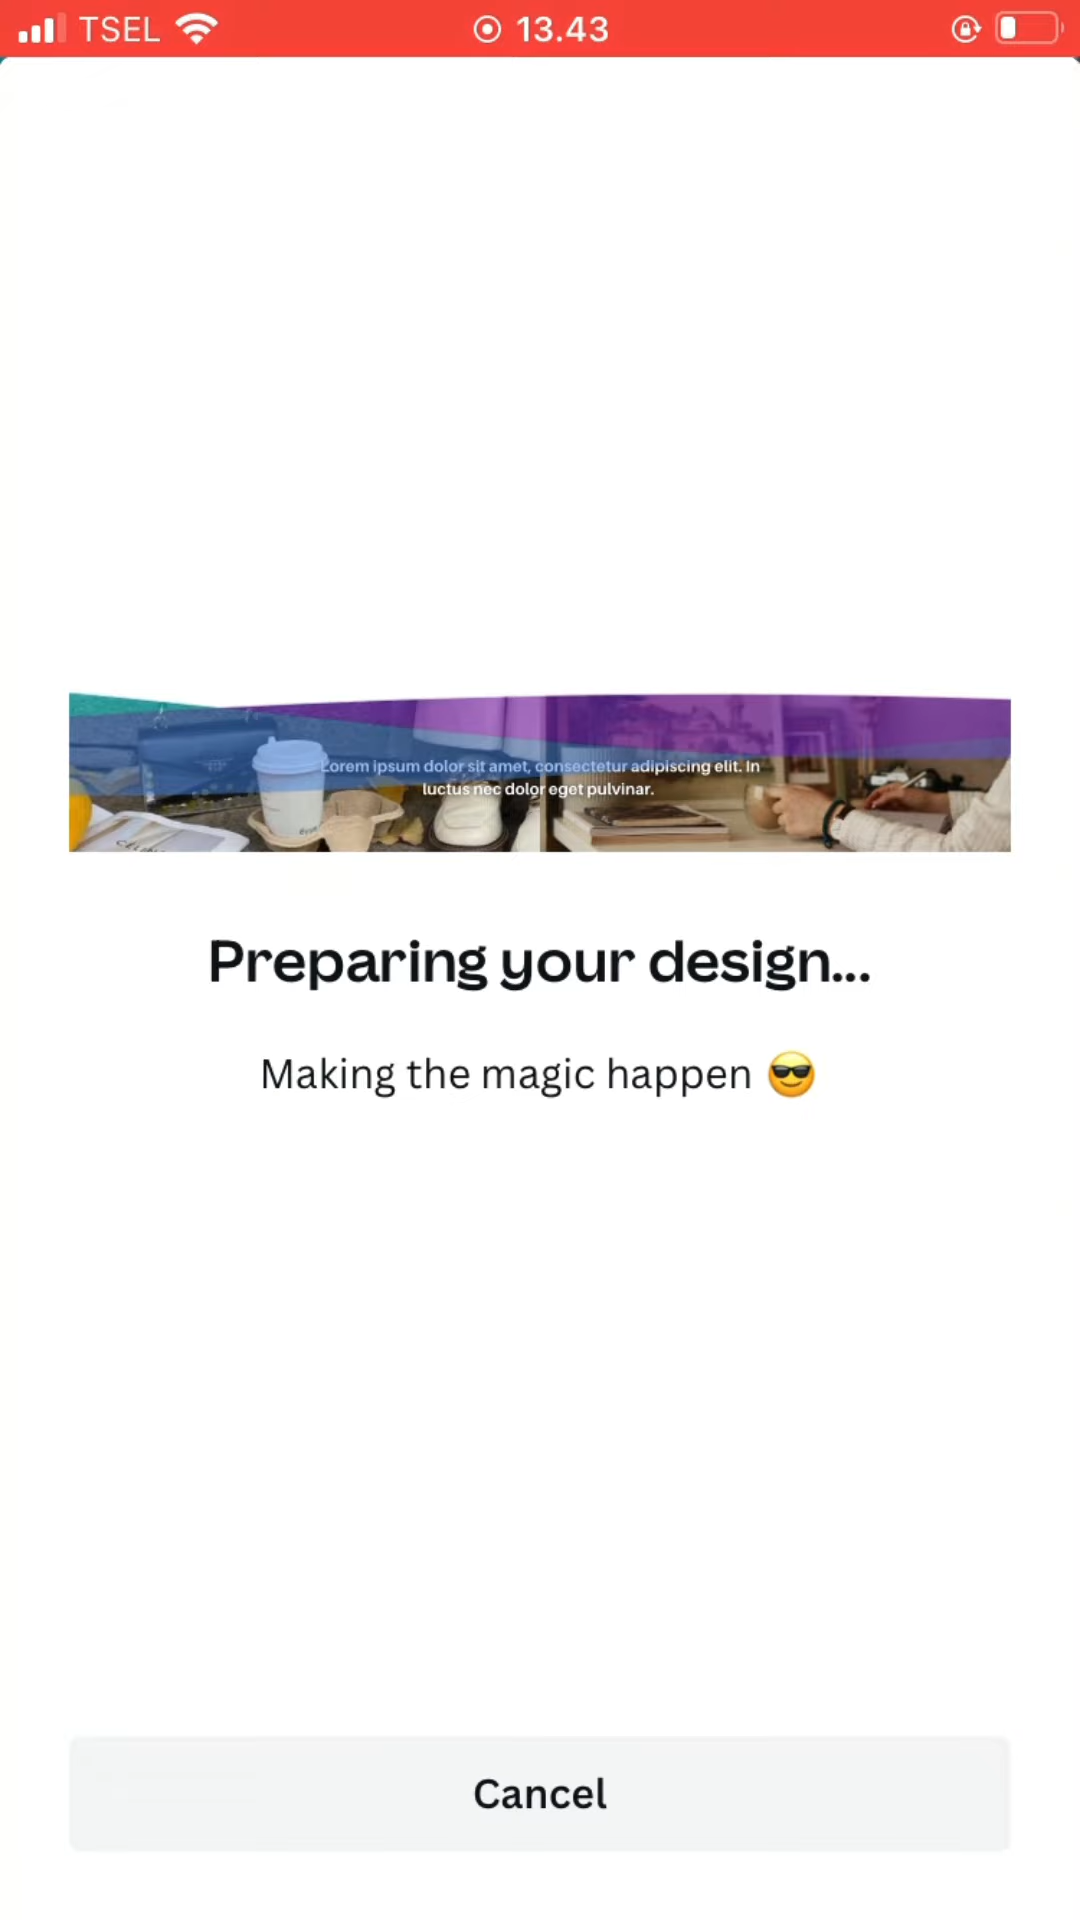 TSEL 13.43
Lorem ipsum dolor sit amet, consectetur adipiscing elit. In
luctus nec dolor eget pulvinar.
Preparing your design...
Making the magic happen 😎
Cancel